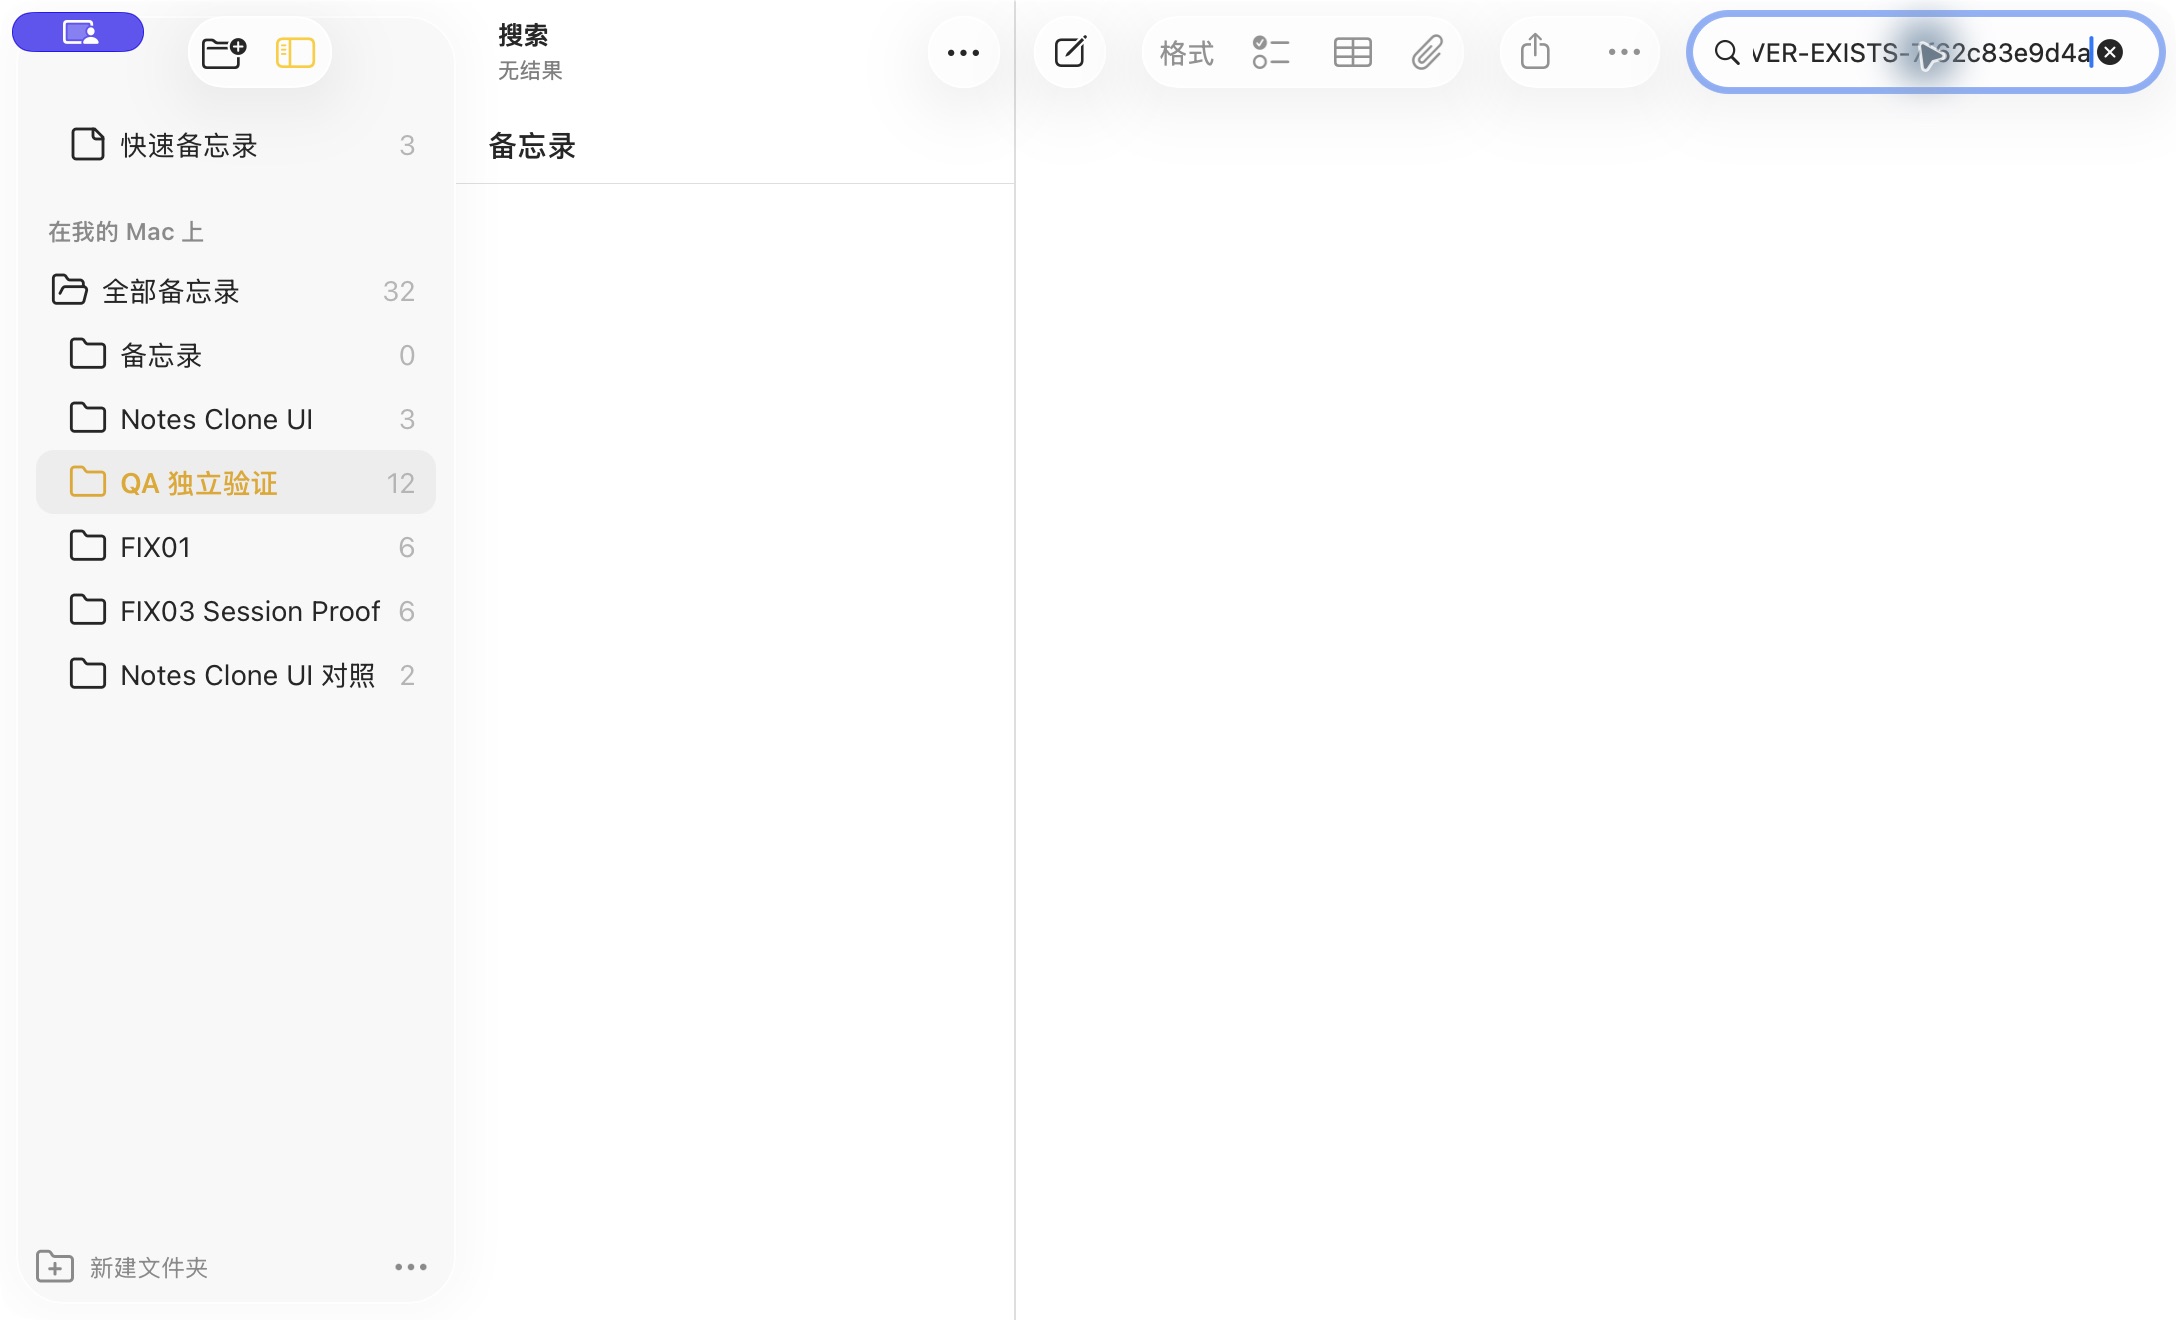 快速备忘录 3
在我的 Mac 上
全部备忘录 32
备忘录 0
Notes Clone UI 3
QA 独立验证 12
FIX01 6
FIX03 Session Proof 6
Notes Clone UI 对照 2
新建文件夹
搜索
无结果
备忘录
格式
VER-EXISTS-7f62c83e9d4a